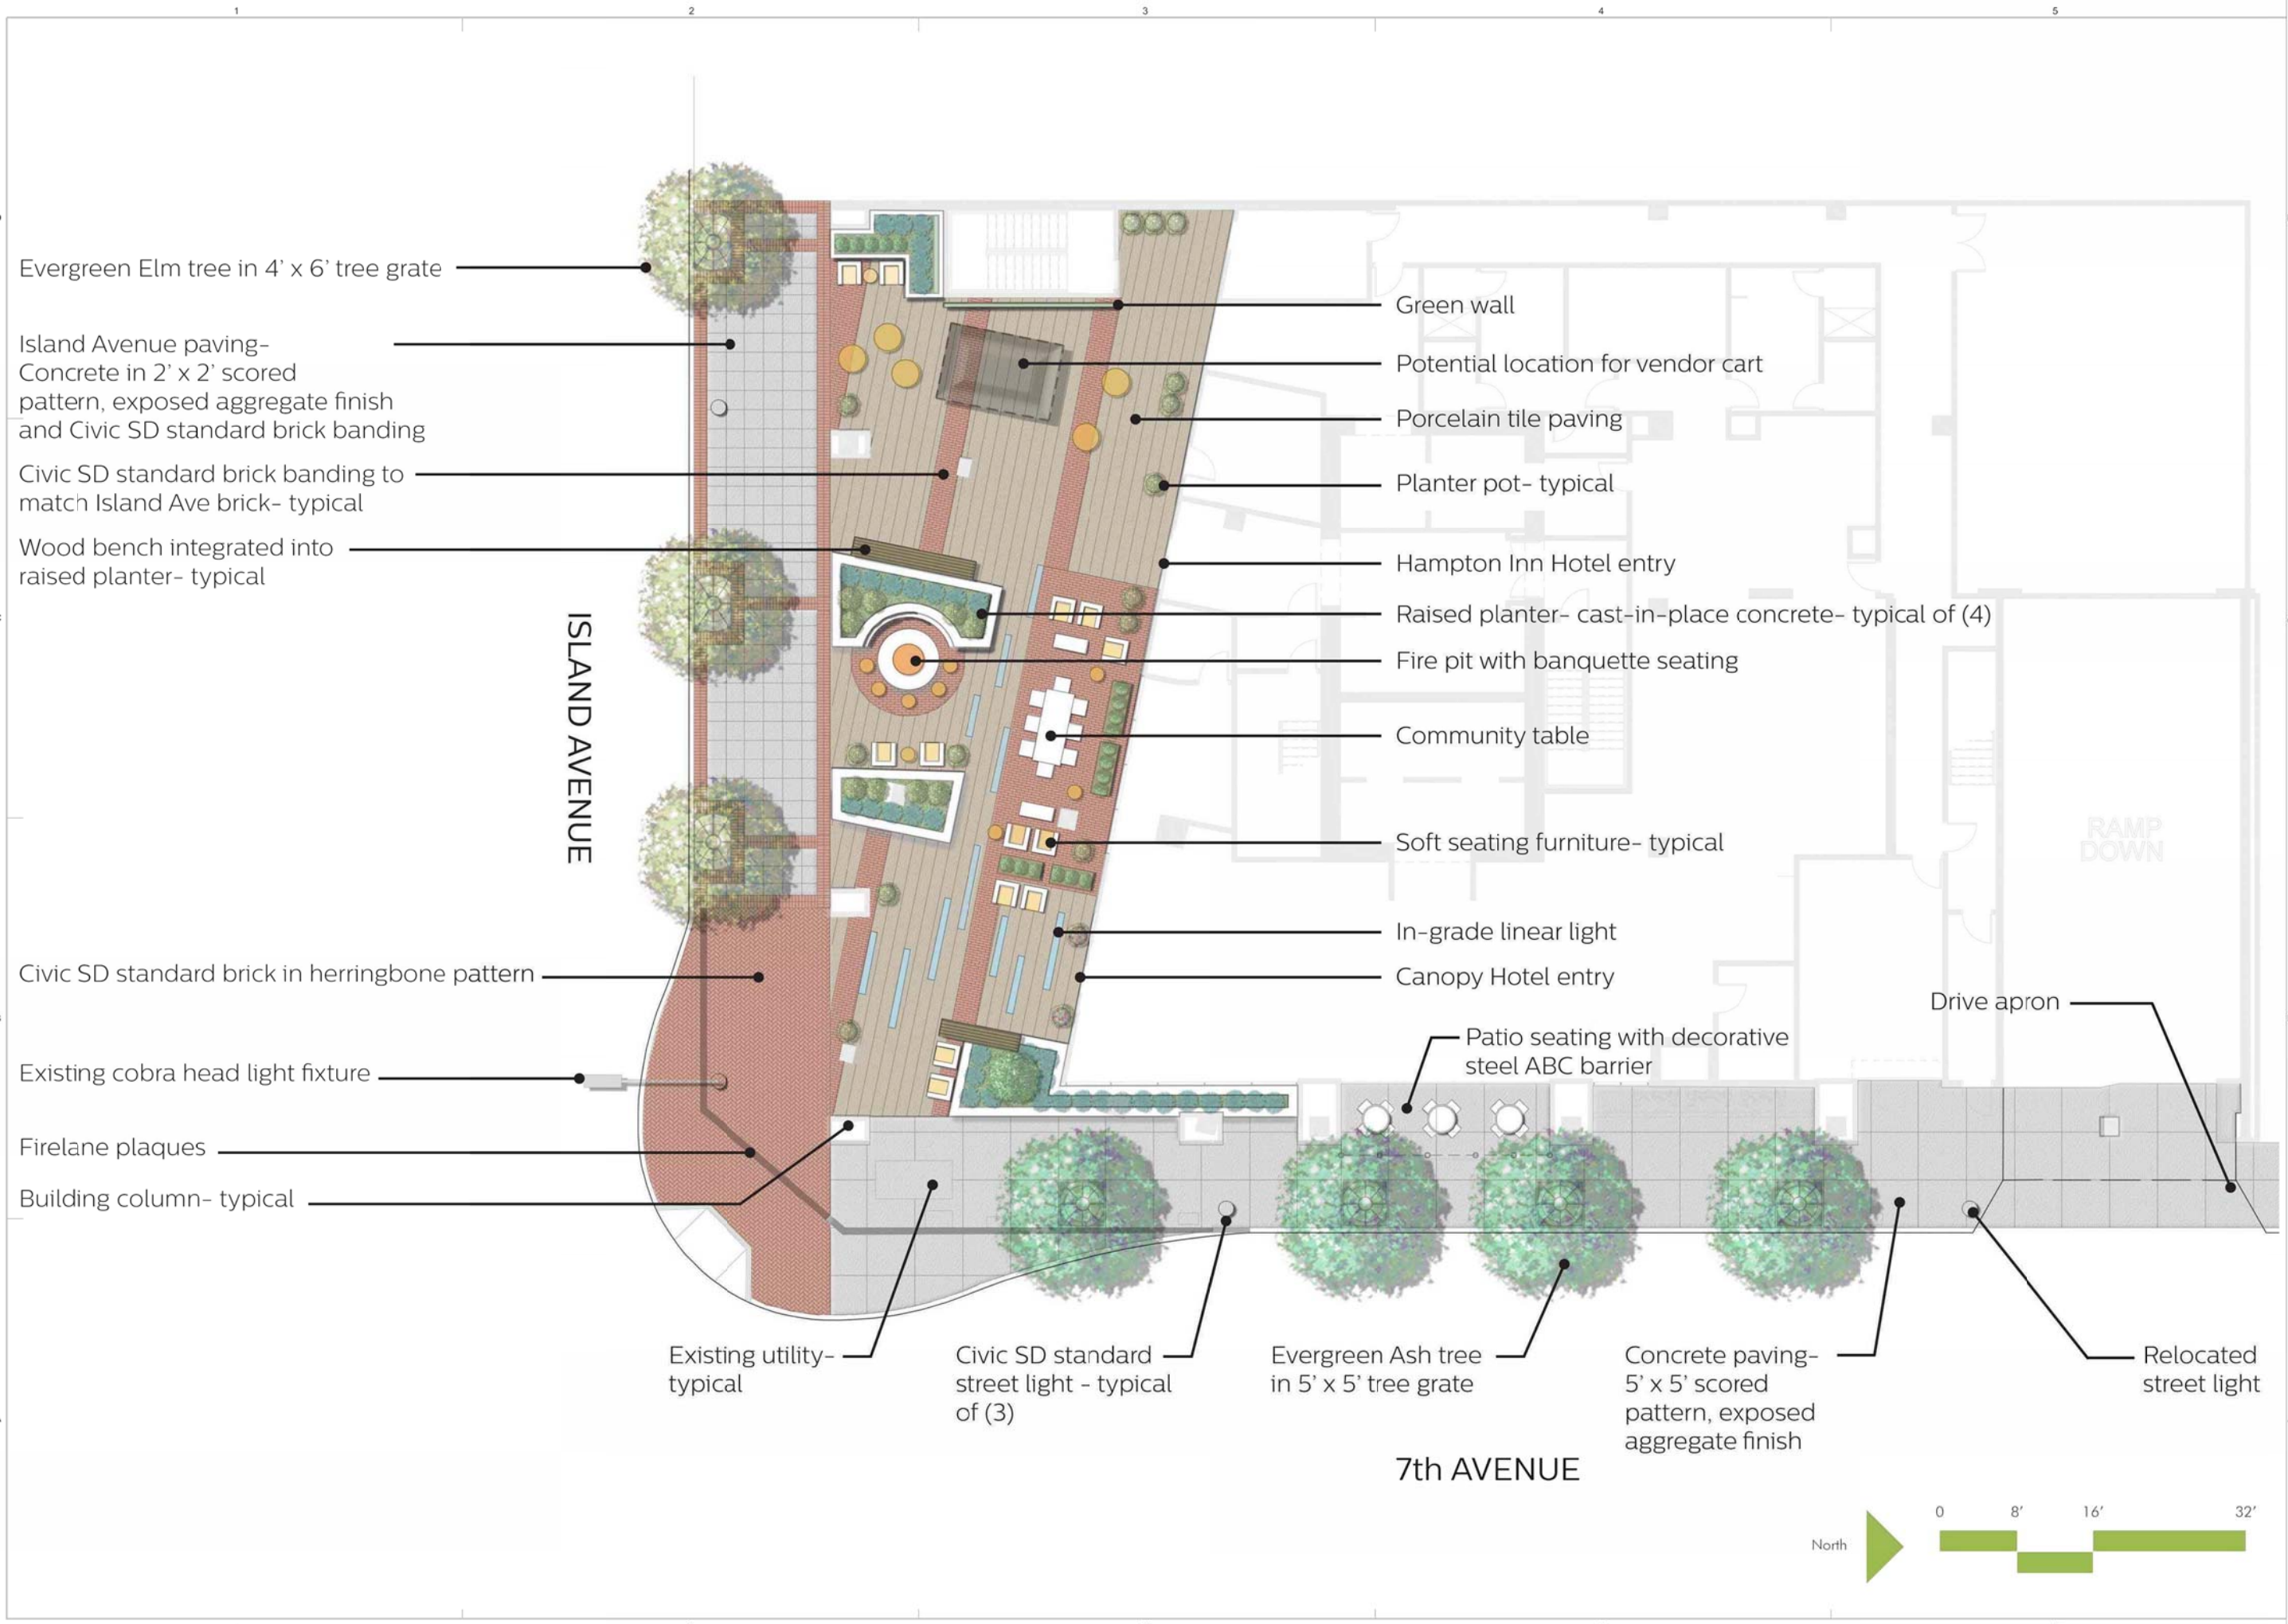 1 2 3 4 5
Evergreen Elm tree in 4' x 6' tree grate
Island Avenue paving-
Concrete in 2' x 2' scored
pattern, exposed aggregate finish
and Civic SD standard brick banding
Civic SD standard brick banding to
match Island Ave brick- typical
Wood bench integrated into
raised planter- typical
ISLAND AVENUE
Civic SD standard brick in herringbone pattern
Existing cobra head light fixture
Firelane plaques
Building column- typical
Green wall
Potential location for vendor cart
Porcelain tile paving
Planter pot- typical
Hampton Inn Hotel entry
Raised planter- cast-in-place concrete- typical of (4)
Fire pit with banquette seating
Community table
Soft seating furniture- typical
In-grade linear light
Canopy Hotel entry
RAMP
DOWN
Drive apron
Patio seating with decorative
steel ABC barrier
Existing utility-
typical
Civic SD standard
street light - typical
of (3)
Evergreen Ash tree
in 5' x 5' tree grate
Concrete paving-
5' x 5' scored
pattern, exposed
aggregate finish
Relocated
street light
7th AVENUE
North
0 8' 16' 32'